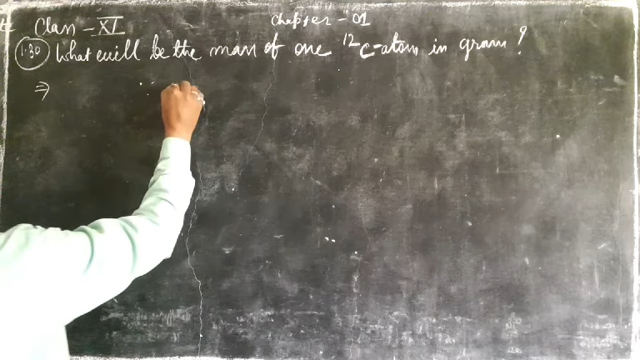 Class - XI
Chapter - 01
1.30 What will be the mass of one 12C-atom in gram ?
⇒